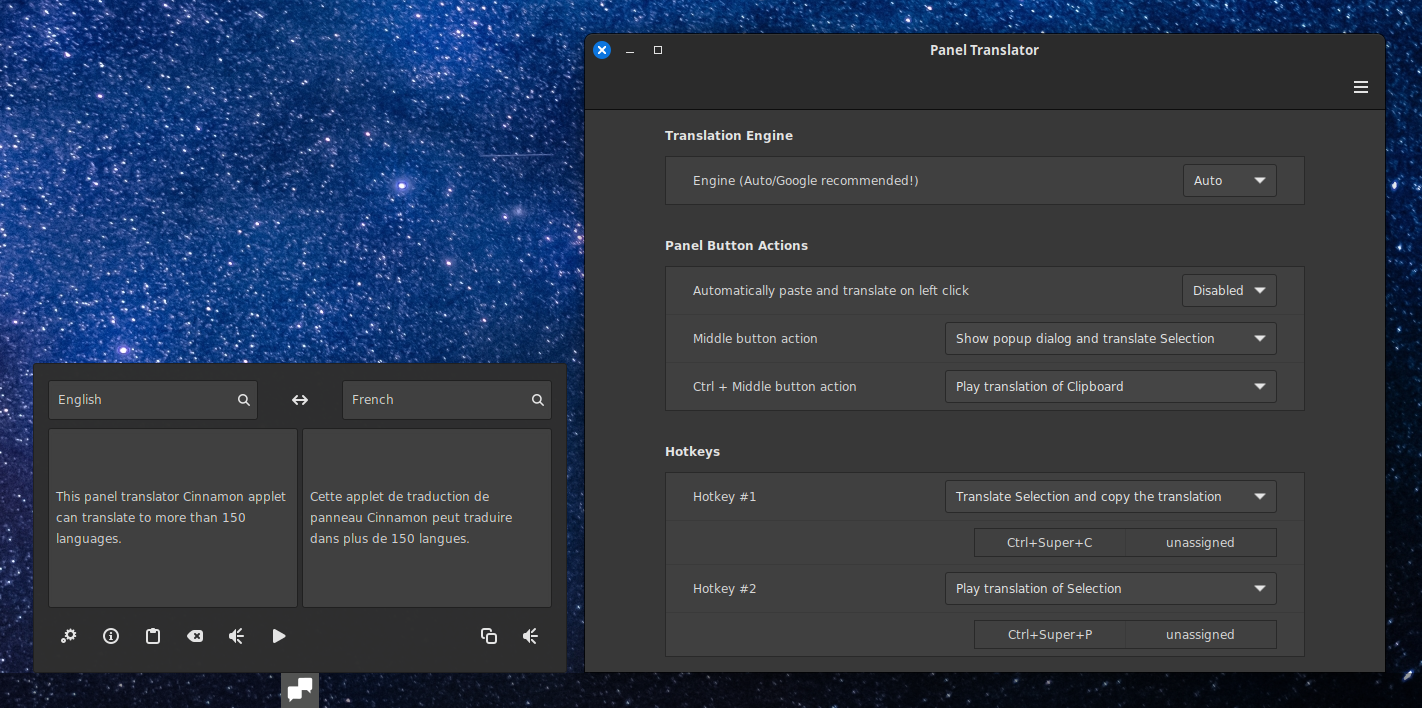 Panel Translator
Translation Engine
Engine (Auto/Google recommended!)
Auto
Panel Button Actions
Automatically paste and translate on left click
Disabled
Middle button action
Show popup dialog and translate Selection
Ctrl + Middle button action
Play translation of Clipboard
Hotkeys
Hotkey #1
Translate Selection and copy the translation
Ctrl+Super+C
unassigned
Hotkey #2
Play translation of Selection
Ctrl+Super+P
unassigned
English
French
This panel translator Cinnamon applet
can translate to more than 150
languages.
Cette applet de traduction de
panneau Cinnamon peut traduire
dans plus de 150 langues.